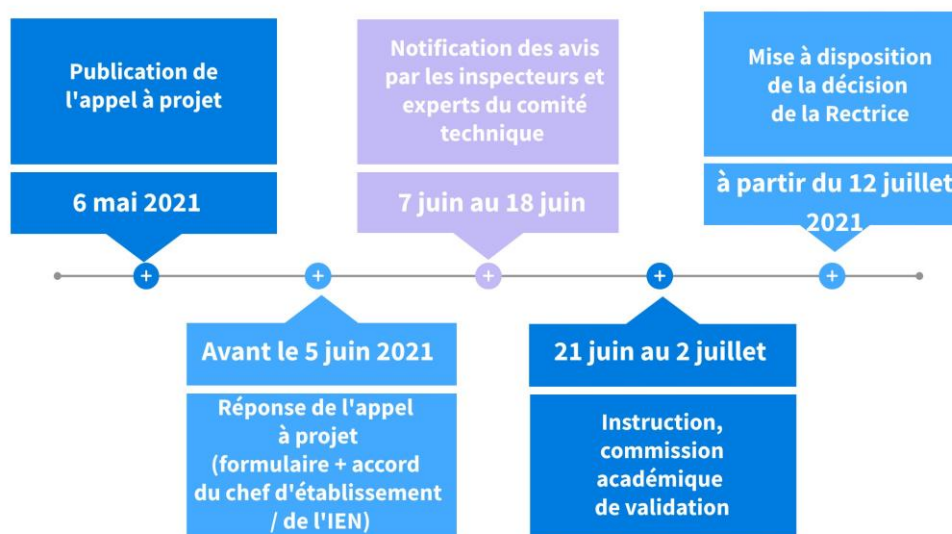 Publication de
l'appel à projet
6 mai 2021
Avant le 5 juin 2021
Réponse de l'appel
à projet
(formulaire + accord
du chef d'établissement
/ de l'IEN)
Notification des avis
par les inspecteurs et
experts du comité
technique
7 juin au 18 juin
21 juin au 2 juillet
Instruction,
commission
académique
de validation
Mise à disposition
de la décision
de la Rectrice
à partir du 12 juillet
2021